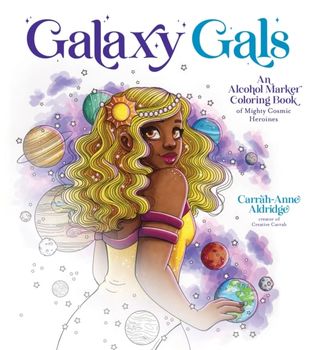 Galaxy Gals
An
Alcohol Marker
Coloring Book
of Mighty Cosmic
Heroines
Carrah-Anne
Aldridge
creator of
Creative Carrah